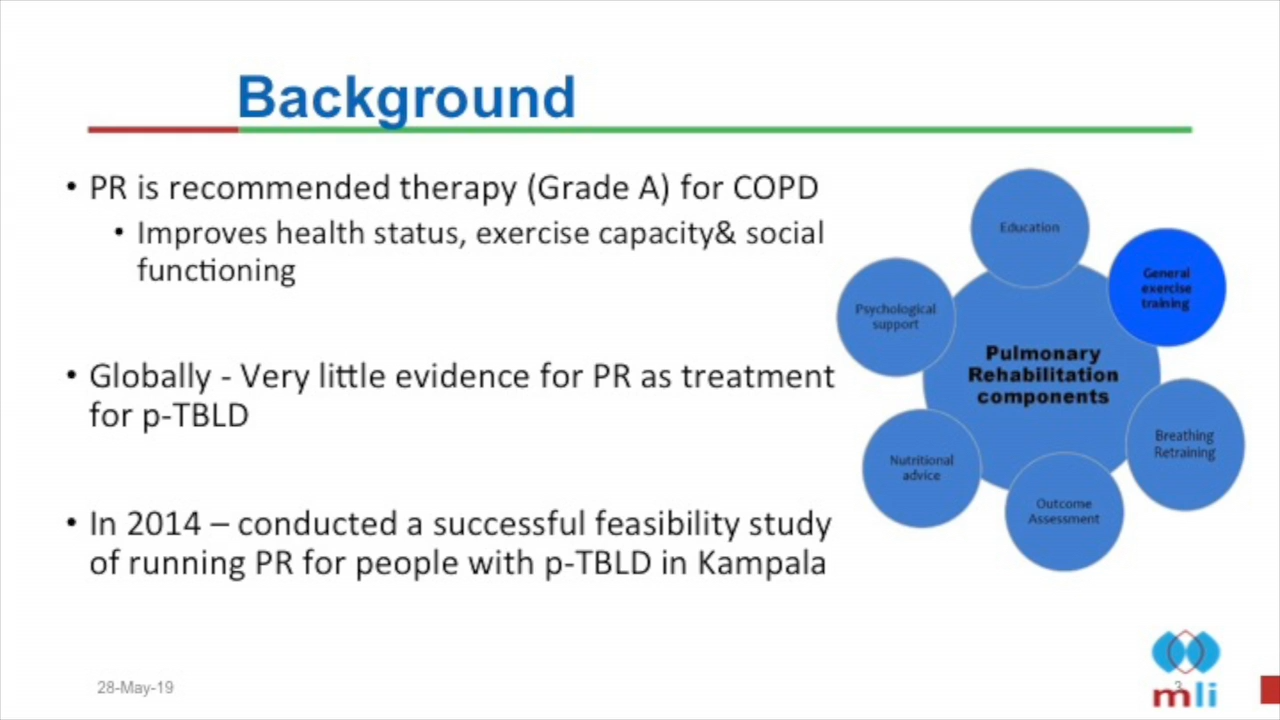 Background
• PR is recommended therapy (Grade A) for COPD
• Improves health status, exercise capacity& social
functioning
• Globally - Very little evidence for PR as treatment
for p-TBLD
• In 2014 – conducted a successful feasibility study
of running PR for people with p-TBLD in Kampala
Education
General
exercise
training
Psychological
support
Pulmonary
Rehabilitation
components
Breathing
Retraining
Nutritional
advice
Outcome
Assessment
28-May-19
3
mli